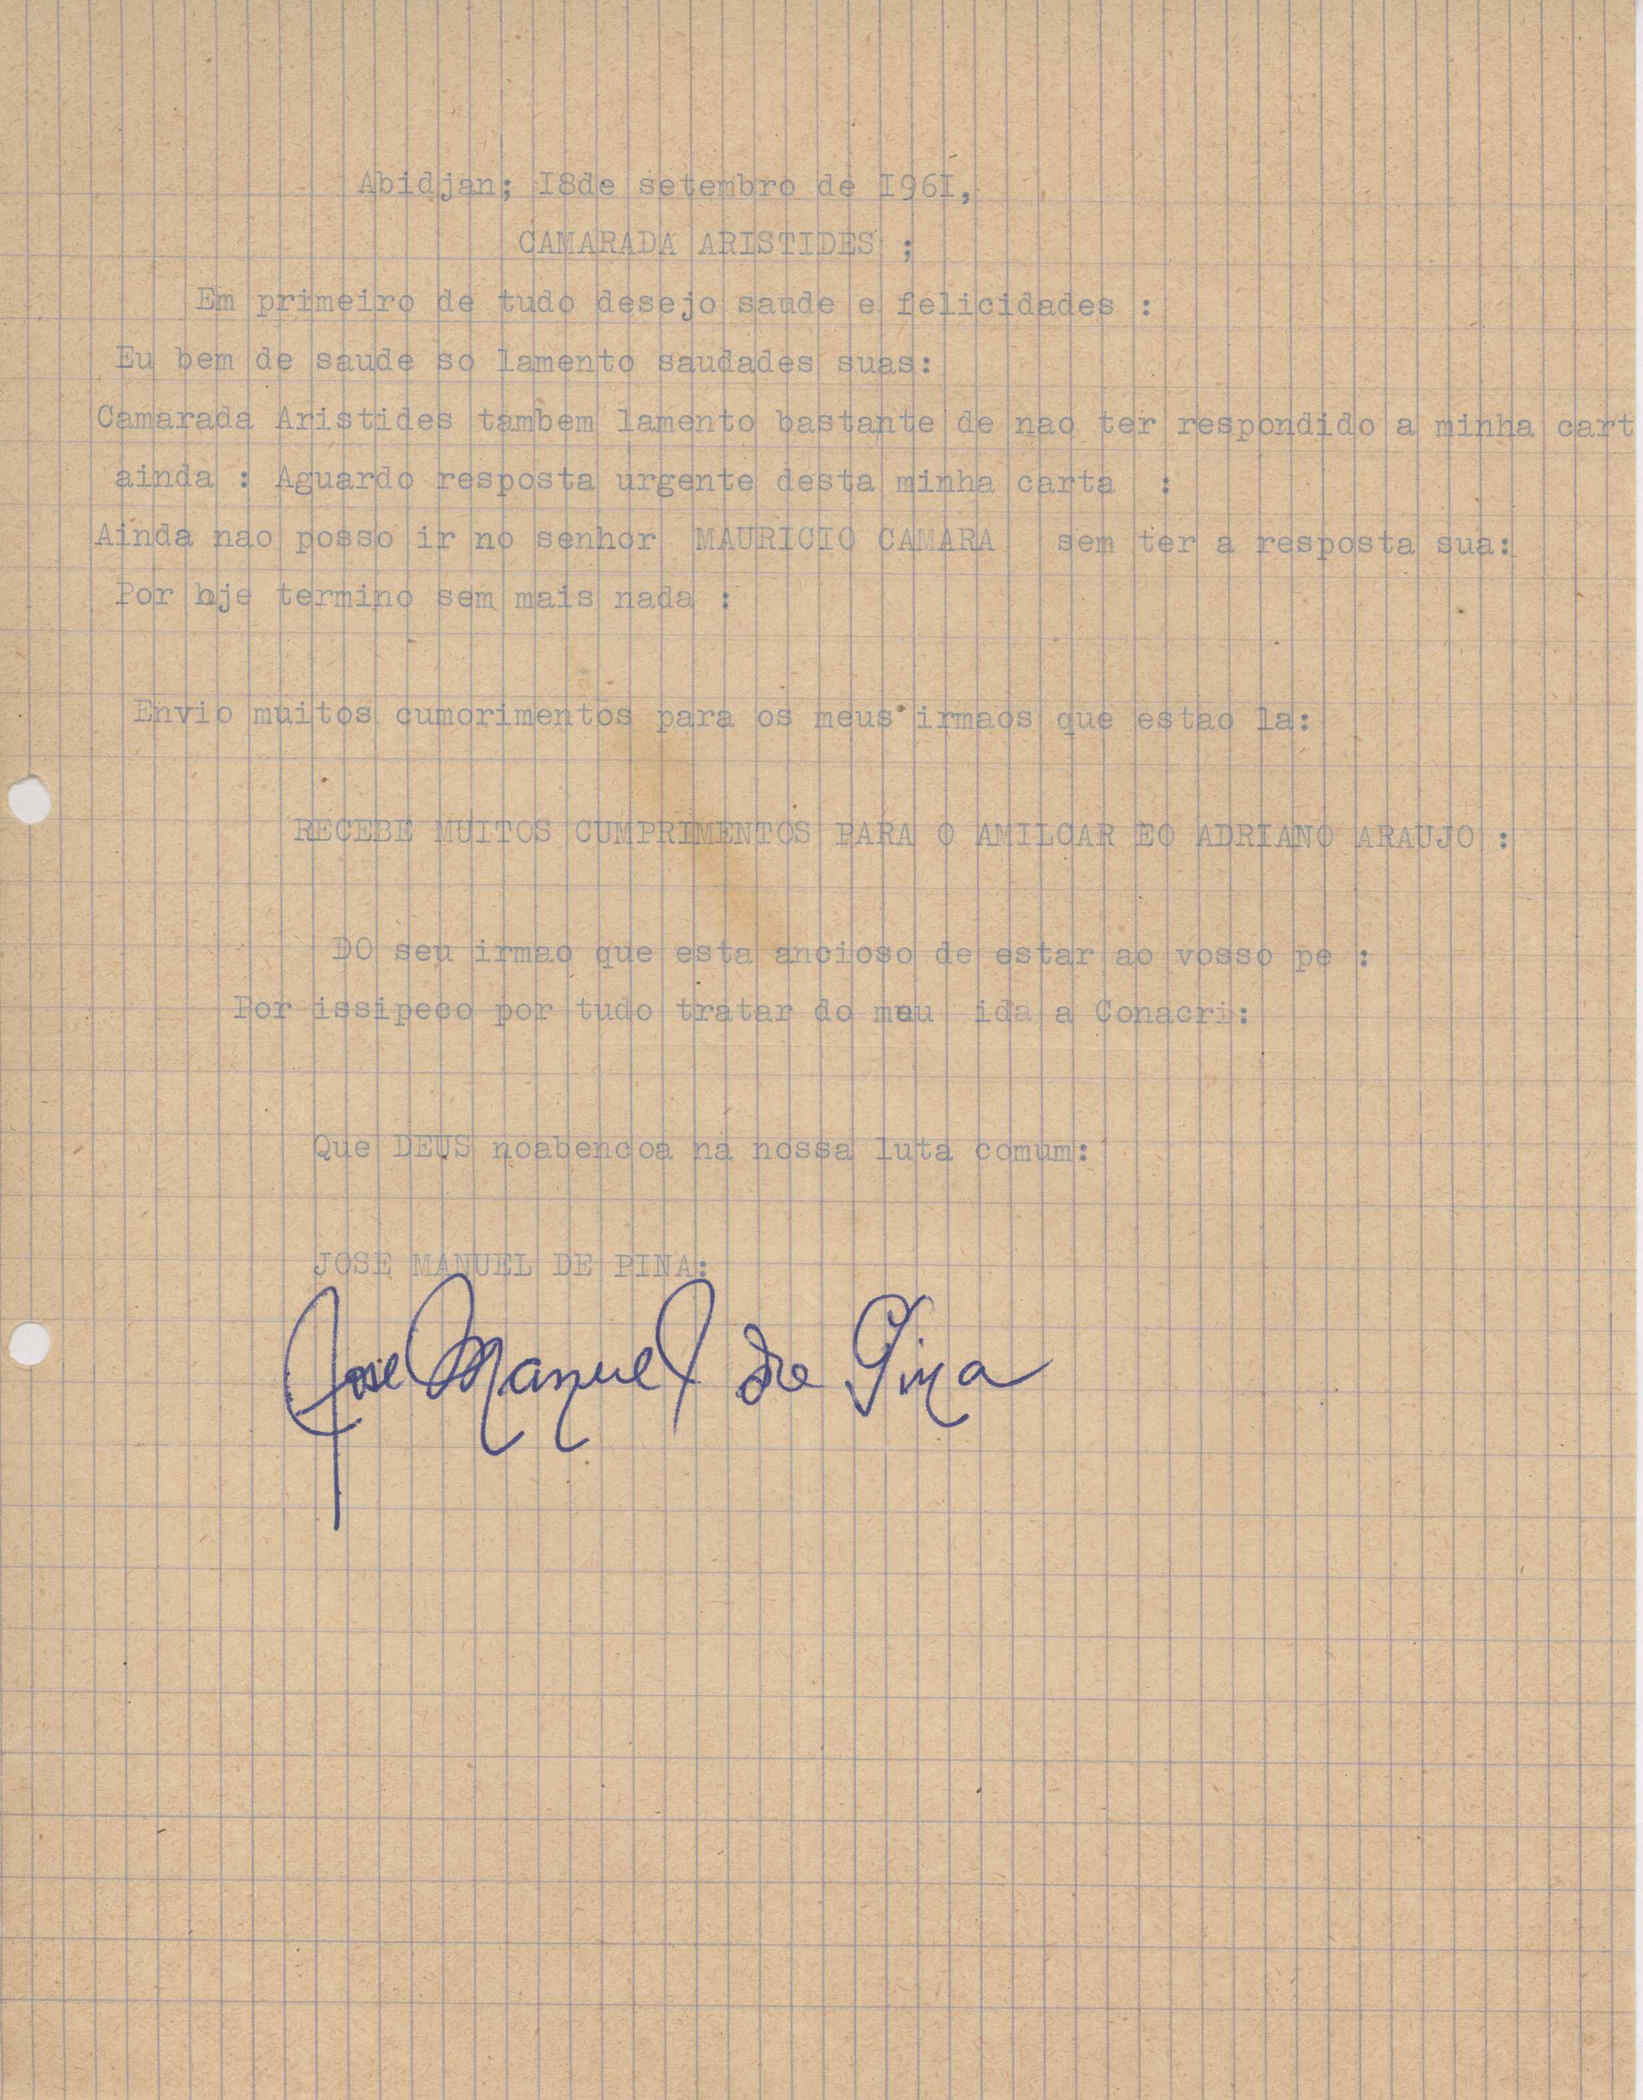 Abidjan; I8de setembro de I96I,
CAMARADA ARISTIDES ;
Em primeiro de tudo desejo saude e felicidades :
Eu bem de saude so lamento saudades suas:
Camarada Aristides tambem lamento bastante de nao ter respondido a minha cart
ainda : Aguardo resposta urgente desta minha carta :
Ainda nao posso ir no senhor MAURICIO CAMARA sem ter a resposta sua:
Por hje termino sem mais nada :
Envio muitos cumorimentos para os meus irmaos que estao la:
RECEBE MUITOS CUMPRIMENTOS PARA O AMILCAR EO ADRIANO ARAUJO :
DO seu irmao que esta ancioso de estar ao vosso pe :
Por issipeco por tudo tratar do meu ida a Conacri:
Que DEUS noabencoa na nossa luta comum:
JOSE MANUEL DE PINA:
Jose Manuel de Pina